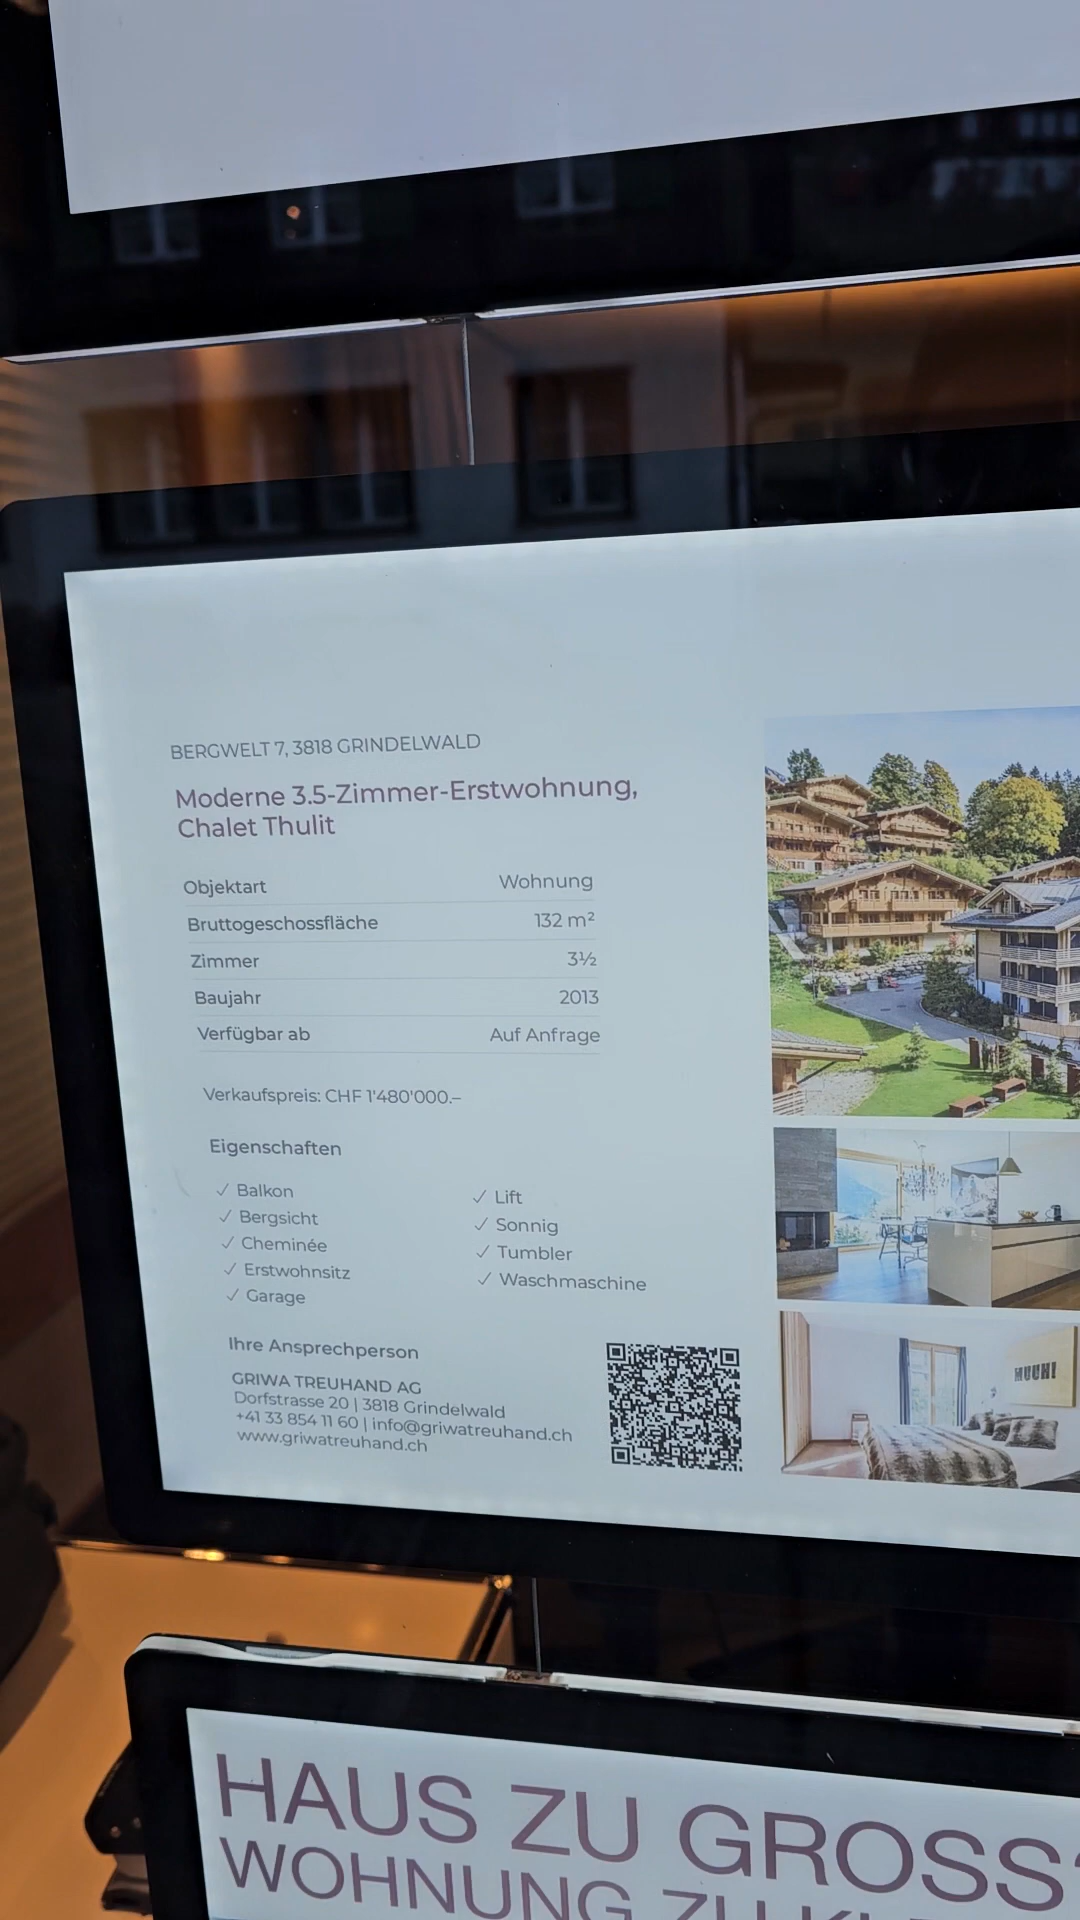 BERGWELT 7, 3818 GRINDELWALD
Moderne 3.5-Zimmer-Erstwohnung,
Chalet Thulit
Objektart Wohnung
Bruttogeschossfläche 132 m²
Zimmer 3½
Baujahr 2013
Verfügbar ab Auf Anfrage
Verkaufspreis: CHF 1'480'000.–
Eigenschaften
✓ Balkon
✓ Bergsicht
✓ Cheminée
✓ Erstwohnsitz
✓ Garage
✓ Lift
✓ Sonnig
✓ Tumbler
✓ Waschmaschine
Ihre Ansprechperson
GRIWA TREUHAND AG
Dorfstrasse 20 | 3818 Grindelwald
+41 33 854 11 60 | info@griwatreuhand.ch
www.griwatreuhand.ch
MUUH!
HAUS ZU GROSS?
WOHNUNG ZU